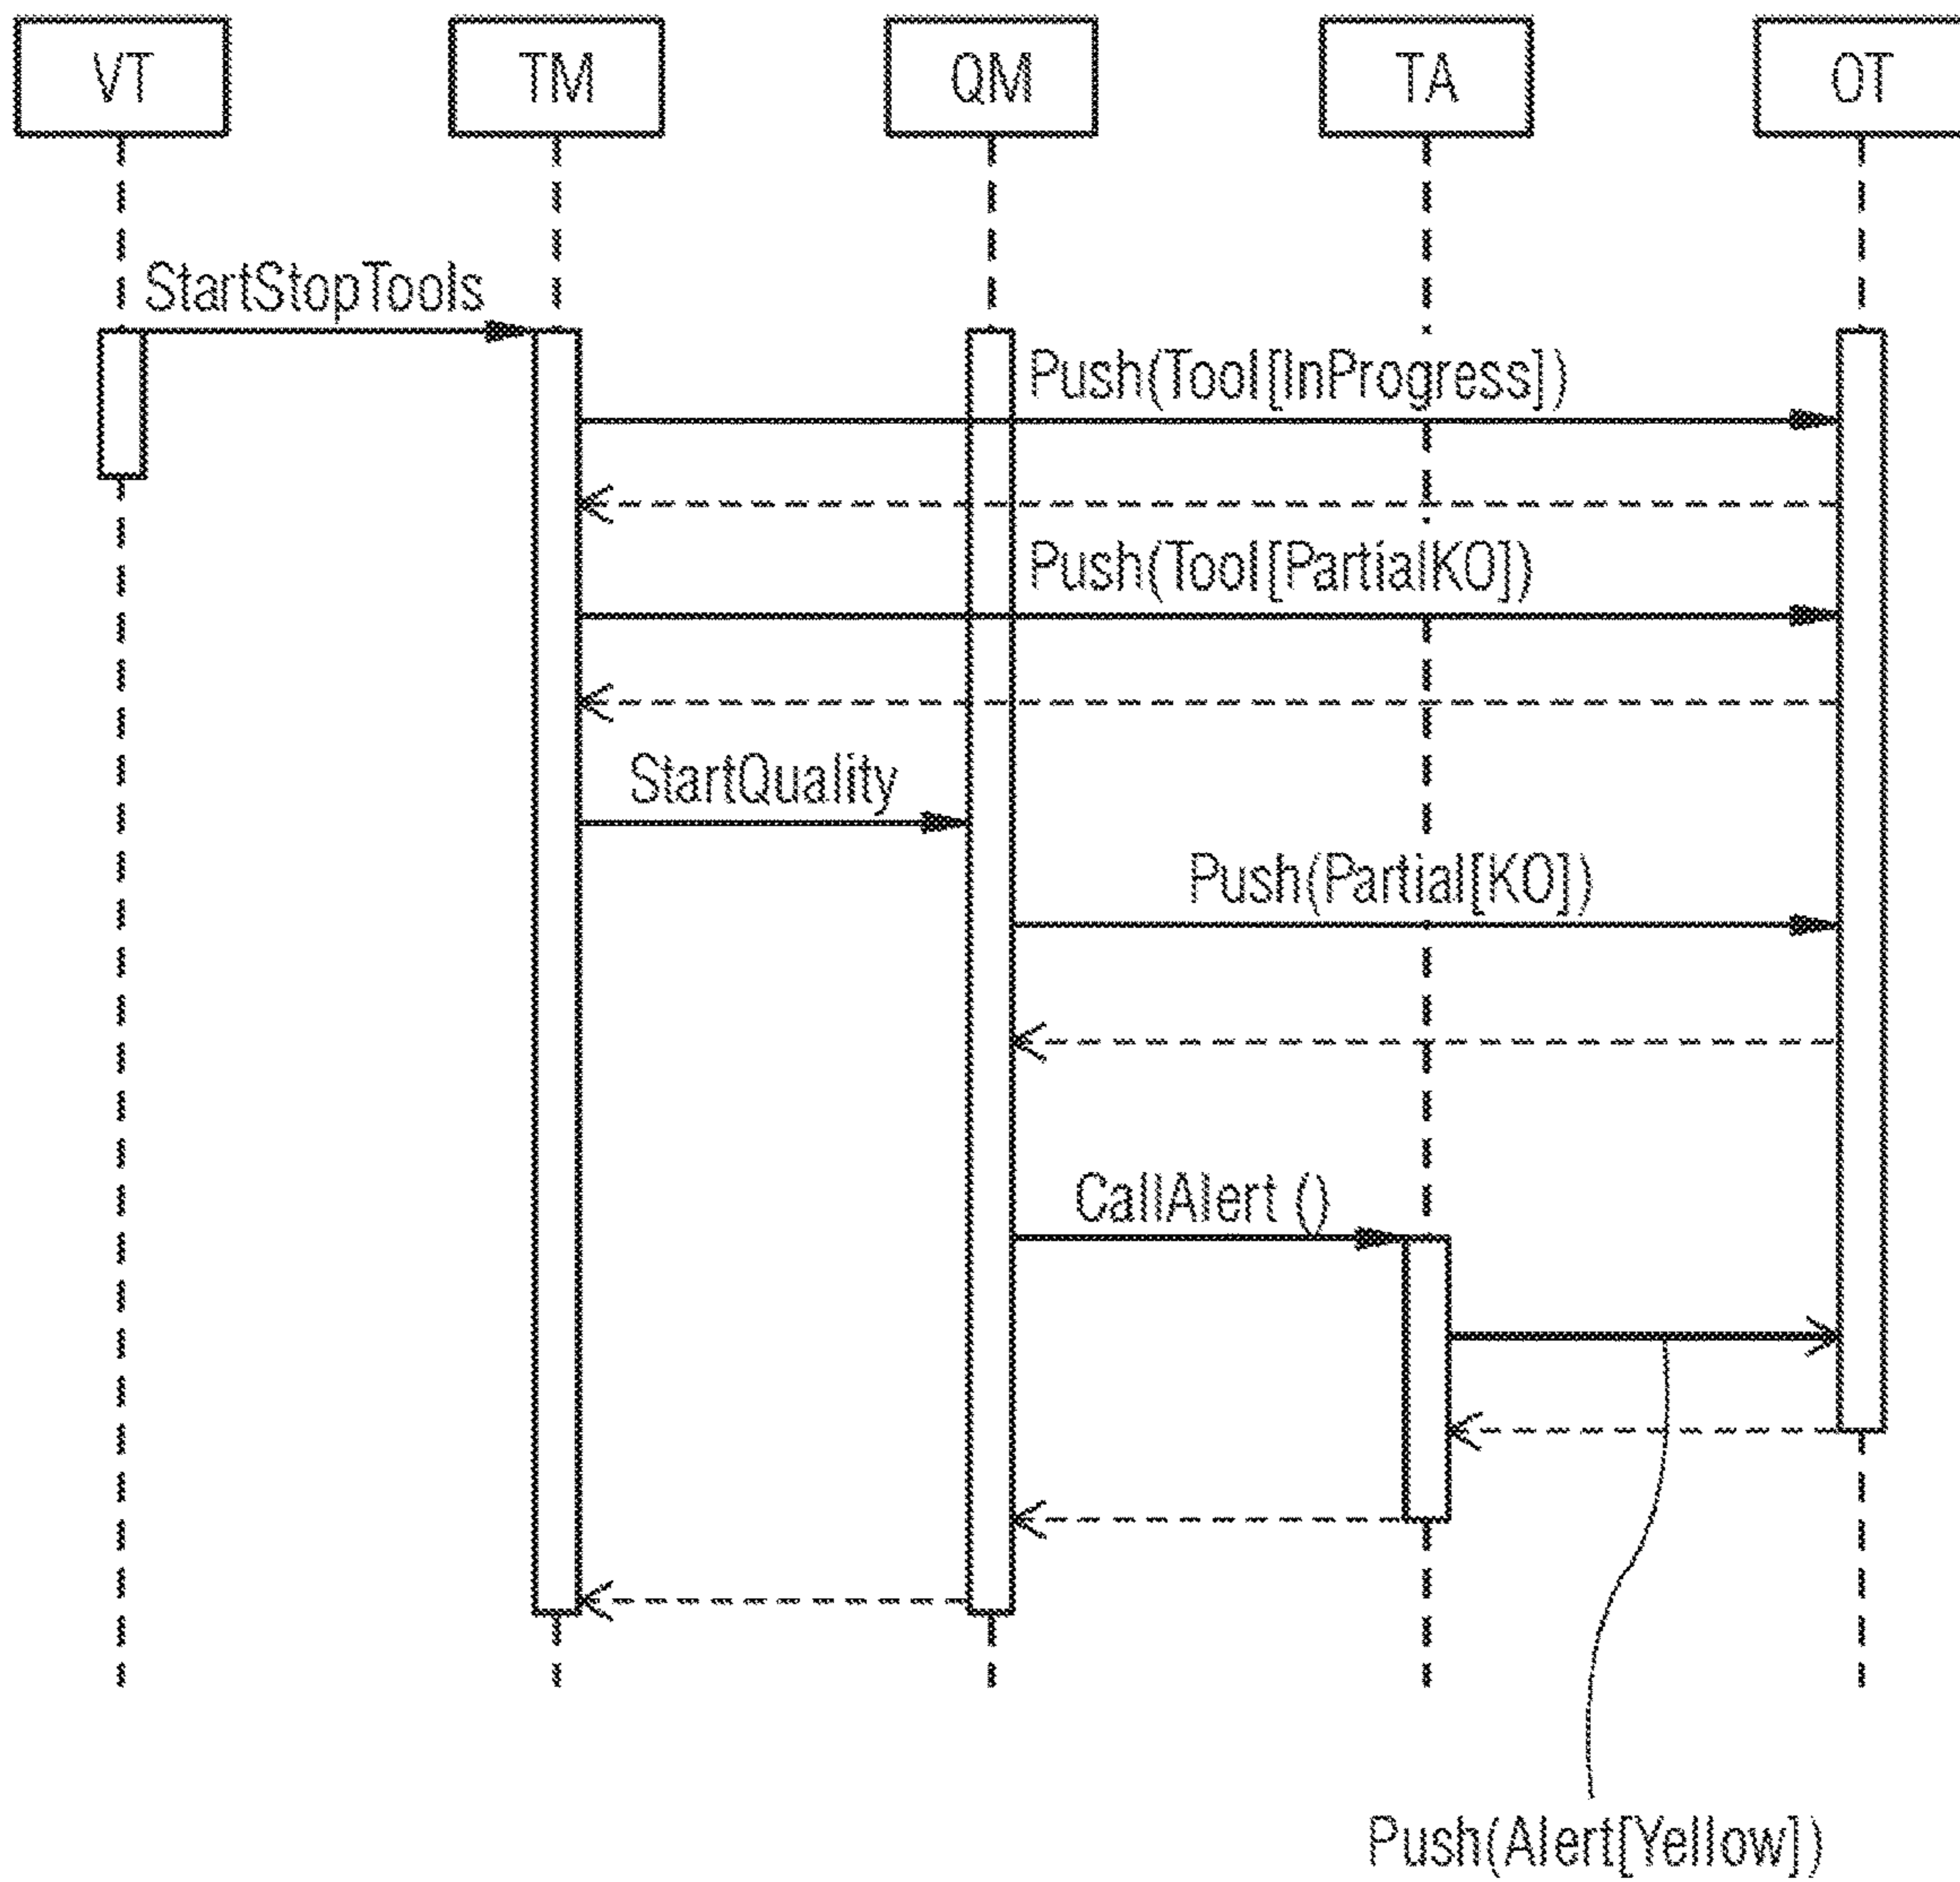 VT
TM
QM
TA
OT
StartStopTools
Push(Tool[InProgress])
Push(Tool[PartialKO])
StartQuality
Push(Partial[KO])
CallAlert ()
Push(Alert[Yellow])